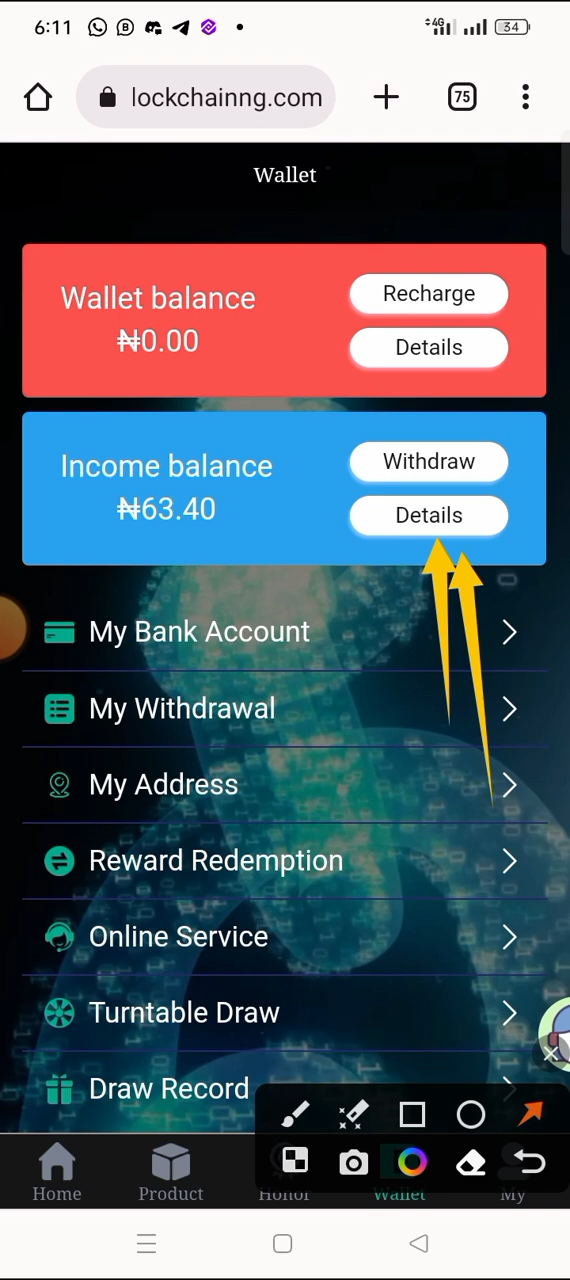 6:11
4G
34
lockchainng.com
75
Wallet
Wallet balance
Recharge
₦0.00
Details
Income balance
Withdraw
₦63.40
Details
My Bank Account
My Withdrawal
My Address
Reward Redemption
Online Service
Turntable Draw
Draw Record
Home
Product
Honor
Wallet
My